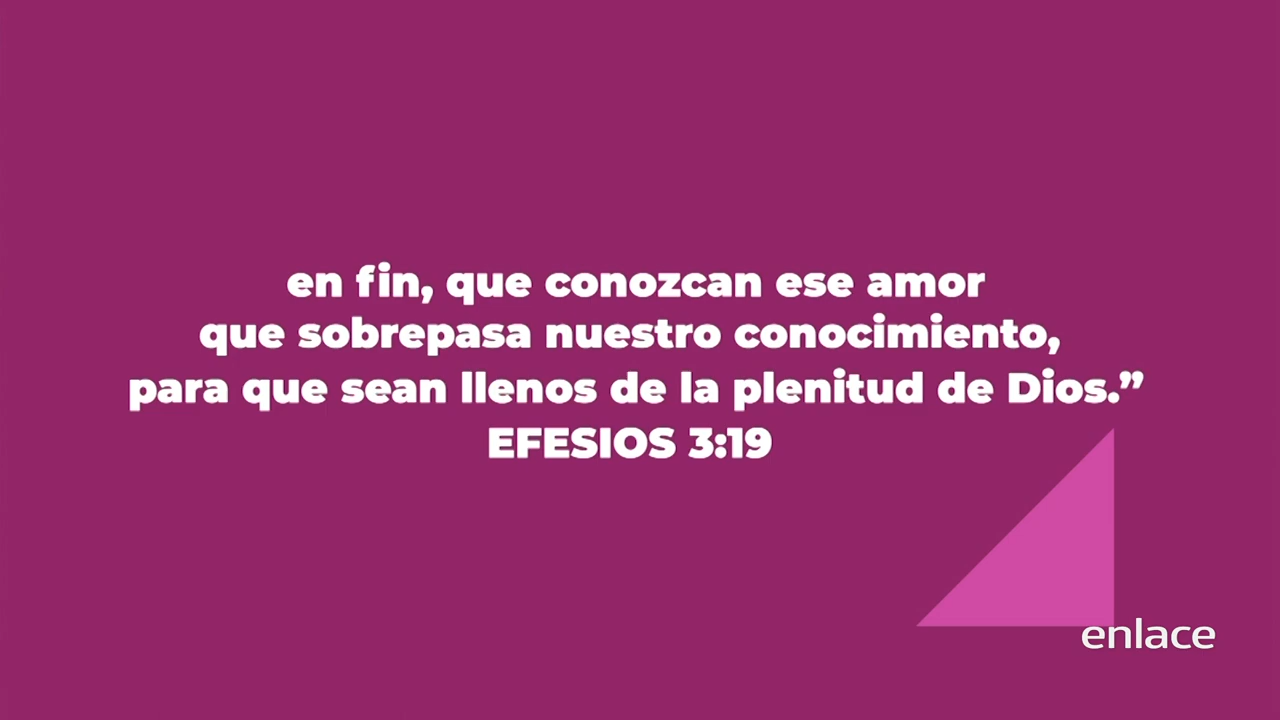 en fin, que conozcan ese amor
que sobrepasa nuestro conocimiento,
para que sean llenos de la plenitud de Dios.”
EFESIOS 3:19
enlace